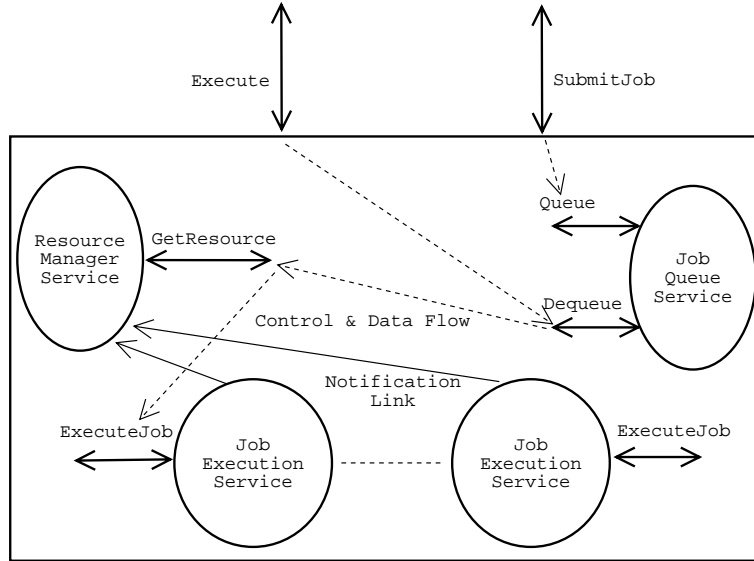 Execute
SubmitJob
Queue
Resource
Manager
Service
GetResource
Job
Queue
Service
Dequeue
Control & Data Flow
Notification
Link
ExecuteJob
Job
Execution
Service
Job
Execution
Service
ExecuteJob